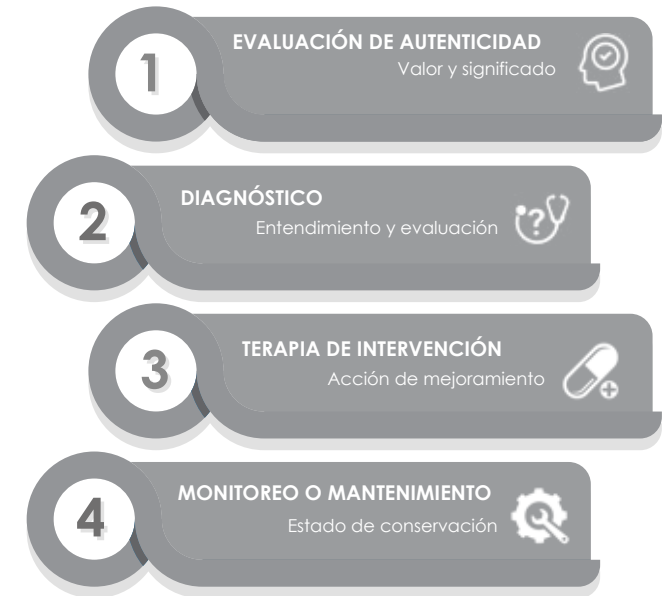 1
EVALUACIÓN DE AUTENTICIDAD
Valor y significado
2
DIAGNÓSTICO
Entendimiento y evaluación
?
3
TERAPIA DE INTERVENCIÓN
Acción de mejoramiento
4
MONITOREO O MANTENIMIENTO
Estado de conservación